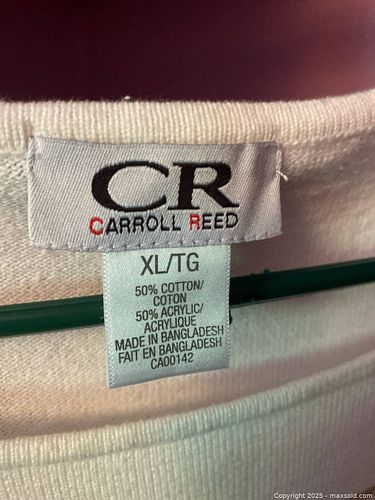 CR
CARROLL REED
XL/TG
50% COTTON/
COTON
50% ACRYLIC/
ACRYLIQUE
MADE IN BANGLADESH
FAIT EN BANGLADESH
CA00142
Copyright 2025 - maxsold.com